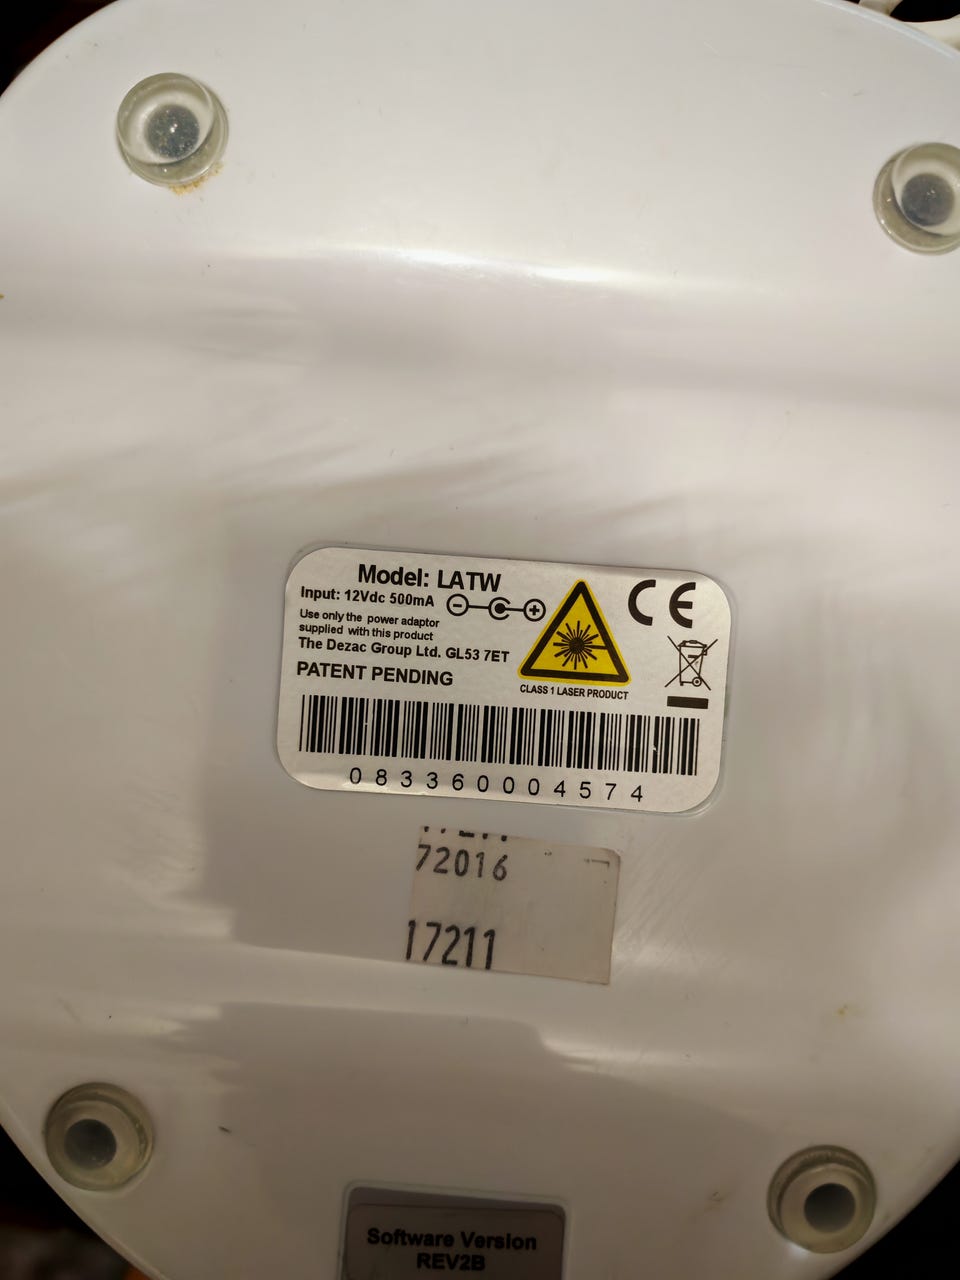 Model: LATW
Input: 12Vdc 500mA
Use only the power adaptor
supplied with this product
The Dezac Group Ltd. GL53 7ET
PATENT PENDING
CLASS 1 LASER PRODUCT
CE
083360004574
72016
17211
Software Version
REV2B